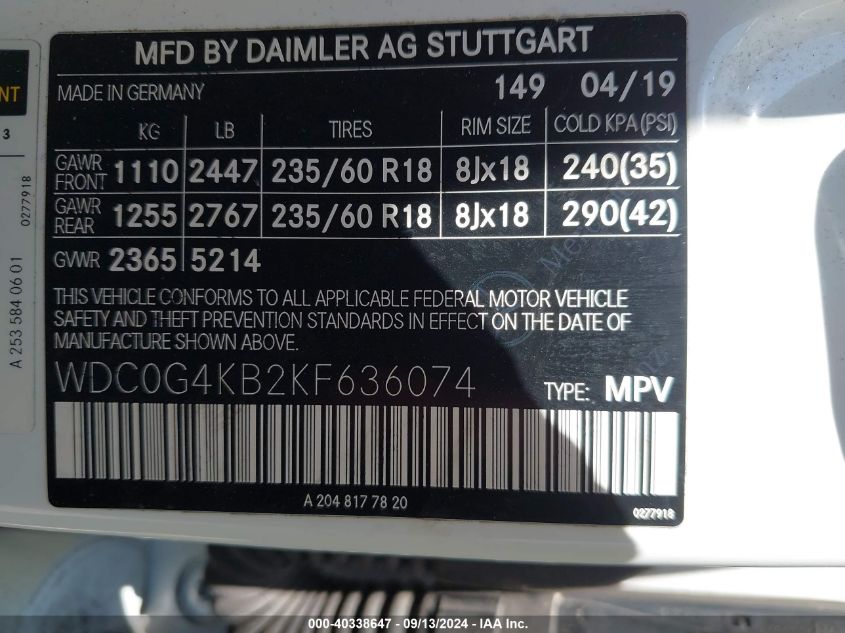 MFD BY DAIMLER AG STUTTGART
MADE IN GERMANY 149 04/19
KG LB TIRES RIM SIZE COLD KPA (PSI)
GAWR FRONT 1110 2447 235/60 R18 8Jx18 240(35)
GAWR REAR 1255 2767 235/60 R18 8Jx18 290(42)
GVWR 2365 5214
THIS VEHICLE CONFORMS TO ALL APPLICABLE FEDERAL MOTOR VEHICLE
SAFETY AND THEFT PREVENTION STANDARDS IN EFFECT ON THE DATE OF
MANUFACTURE SHOWN ABOVE.
WDC0G4KB2KF636074 TYPE: MPV
A 204 817 78 20
0277918
NT
3
0277918
A 253 584 06 01
000-40338647 - 09/13/2024 - IAA Inc.